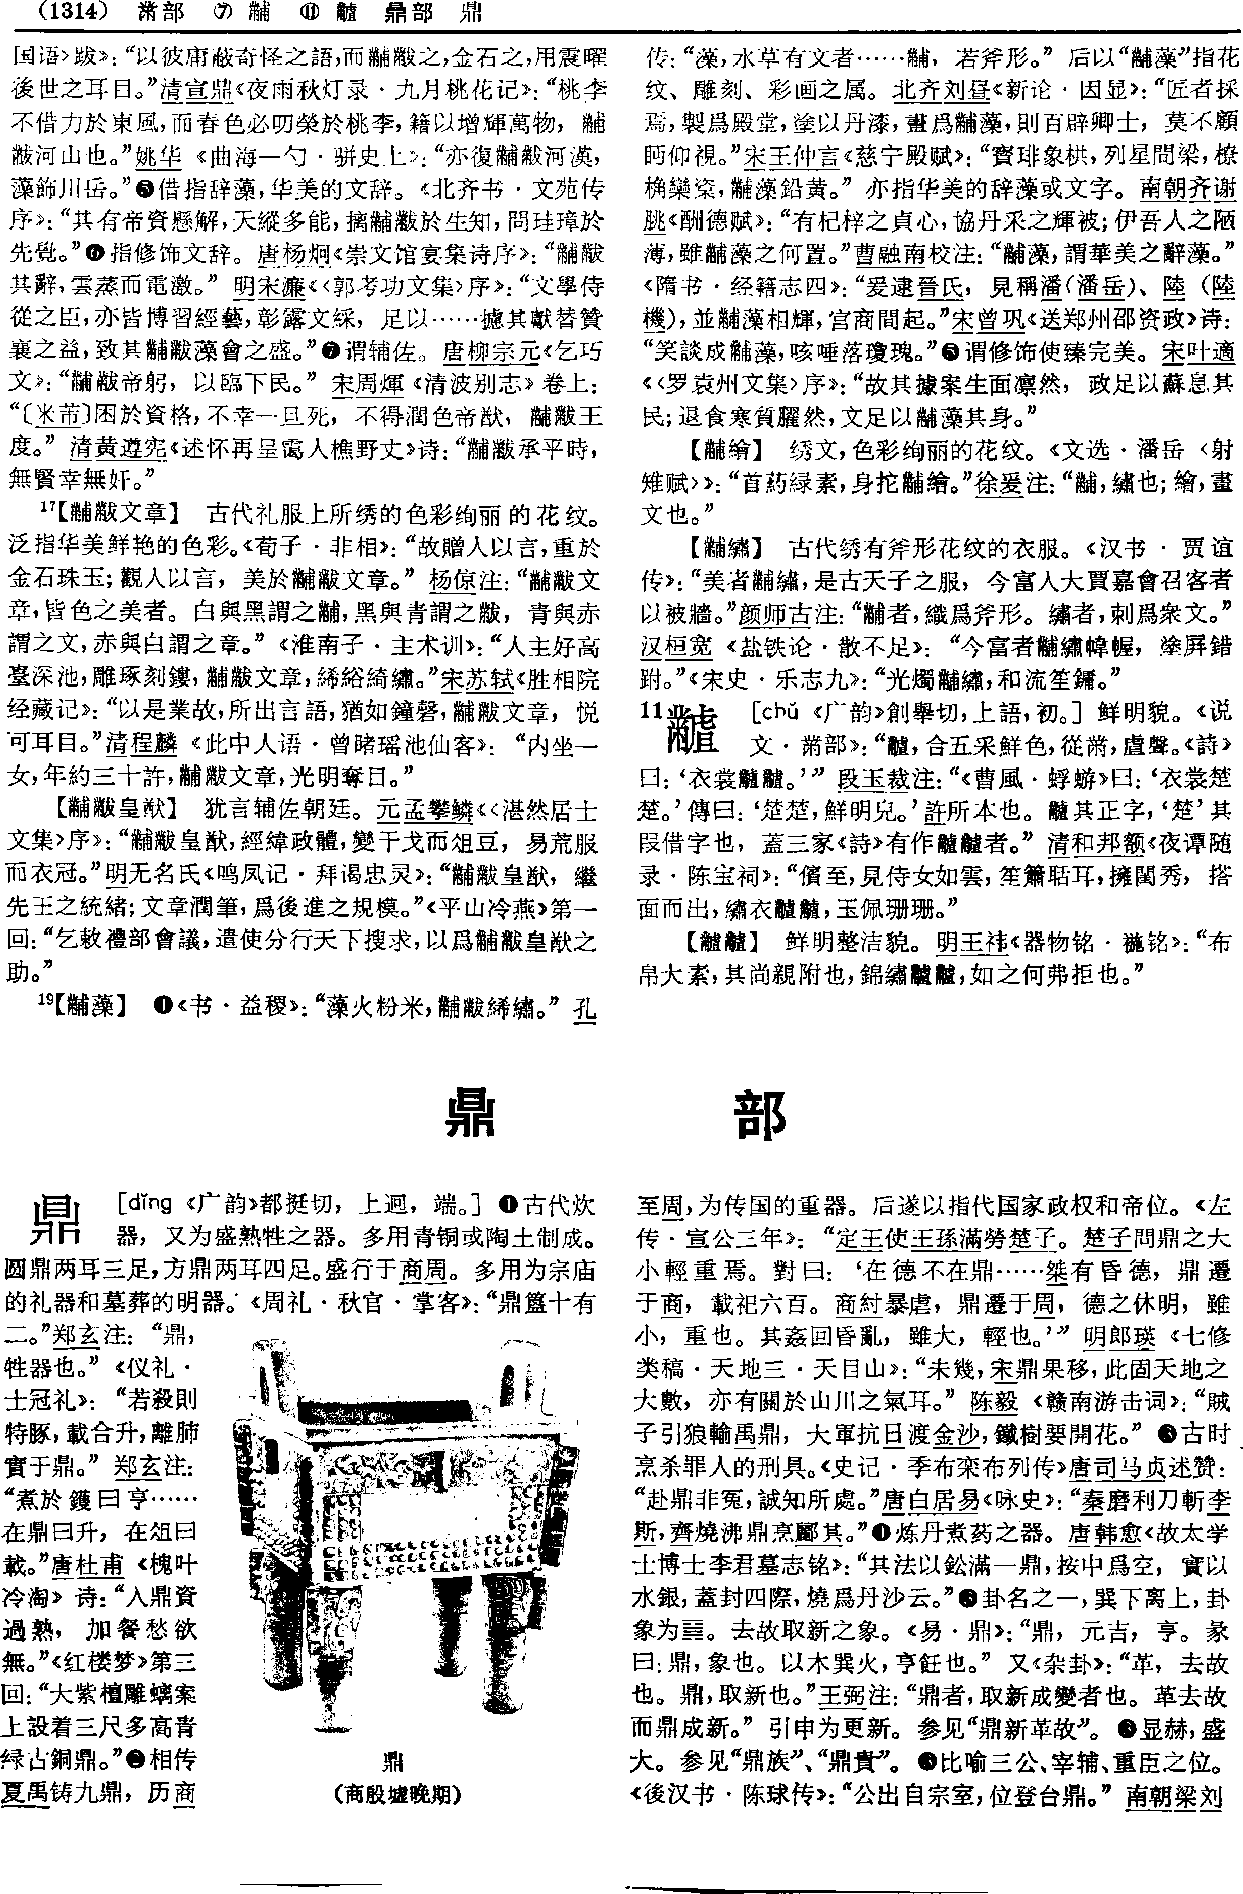 (1314) 黹部 ⑦ 黼 ⑪ 黸 鼎部 鼎
国语〉跋》：“以彼庸蔽奇怪之語，而黼黻之，金石之，用震曜
後世之耳目。”清宣鼎《夜雨秋灯录·九月桃花记》：“桃李
不借力於東風，而春色必叨榮於桃李，籍以增輝萬物，黼
黻河山也。”姚华《曲海一勺·骈史上》：“亦復黼黻河漢，
藻飾川岳。”❺借指辞藻，华美的文辞。《北齐书·文苑传
序》：“其有帝資懸解，天縱多能，摛黼黻於生知，問珪璋於
先覺。”❻指修饰文辞。唐杨炯《崇文馆宴集诗序》：“黼黻
其辭，雲蒸而電激。”明宋濂《〈郭考功文集〉序》：“文學侍
從之臣，亦皆博習經藝，彰露文綵，足以……攄其獻替贊
襄之益，致其黼黻藻會之盛。”❼谓辅佐。唐柳宗元《乞巧
文》：“黼黻帝躬，以臨下民。”宋周煇《清波别志》卷上：
“〔米芾〕困於資格，不幸一旦死，不得潤色帝猷，黼黻王
度。”清黄遵宪《述怀再呈霭人樵野丈》诗：“黼黻承平時，
無賢幸無奸。”
17【黼黻文章】 古代礼服上所绣的色彩绚丽的花纹。
泛指华美鲜艳的色彩。《荀子·非相》：“故贈人以言，重於
金石珠玉；觀人以言，美於黼黻文章。”杨倞注：“黼黻文
章，皆色之美者。白與黑謂之黼，黑與青謂之黻，青與赤
謂之文，赤與白謂之章。”《淮南子·主术训》：“人主好高
臺深池，雕琢刻鏤，黼黻文章，絺綌綺繡。”宋苏轼《胜相院
经藏记》：“以是業故，所出言語，猶如鐘磬，黼黻文章，悦
可耳目。”清程麟《此中人语·曾睹瑶池仙客》：“内坐一
女，年約三十許，黼黻文章，光明奪目。”
【黼黻皇猷】 犹言辅佐朝廷。元孟攀鳞《〈湛然居士
文集〉序》：“黼黻皇猷，經緯政體，變干戈而俎豆，易荒服
而衣冠。”明无名氏《鸣凤记·拜谒忠灵》：“黼黻皇猷，繼
先王之統緒；文章潤筆，爲後進之規模。”《平山冷燕》第一
回：“乞敕禮部會議，遣使分行天下搜求，以爲黼黻皇猷之
助。”
19【黼藻】 ❶《书·益稷》：“藻火粉米，黼黻絺繡。”孔
传：“藻，水草有文者……黼，若斧形。”后以“黼藻”指花
纹、雕刻、彩画之属。北齐刘昼《新论·因显》：“匠者採
焉，製爲殿堂，塗以丹漆，畫爲黼藻，則百辟卿士，莫不顧
眄仰視。”宋王仲言《慈宁殿赋》：“寶琲象栱，列星間梁，橑
桷欒楶，黼藻鉛黄。”亦指华美的辞藻或文字。南朝齐谢
朓《酬德赋》：“有杞梓之貞心，協丹采之輝被；伊吾人之陋
薄，雖黼藻之何置。”曹融南校注：“黼藻，謂華美之辭藻。”
《隋书·经籍志四》：“爰逮晉氏，見稱潘（潘岳）、陸（陸
機），並黼藻相輝，宫商間起。”宋曾巩《送郑州邵资政》诗：
“笑談成黼藻，咳唾落瓊瑰。”❷谓修饰使臻完美。宋叶適
《〈罗袁州文集〉序》：“故其據案生面凛然，政足以蘇息其
民；退食寒質臞然，文足以黼藻其身。”
【黼绘】 绣文，色彩绚丽的花纹。《文选·潘岳〈射
雉赋〉》：“首葯緑素，身拕黼繪。”徐爰注：“黼，繡也；繪，畫
文也。”
【黼繡】 古代绣有斧形花纹的衣服。《汉书·贾谊
传》：“美者黼繡，是古天子之服，今富人大賈嘉會召客者
以被牆。”颜师古注：“黼者，織爲斧形。繡者，刺爲衆文。”
汉桓宽《盐铁论·散不足》：“今富者黼繡幃幄，塗屏錯
跗。”《宋史·乐志九》：“光燭黼繡，和流笙鏞。”
11 𪓐 [chǔ《广韵》創舉切，上語，初。] 鲜明貌。《说
文·黹部》：“𪓐，合五采鮮色，從黹，虘聲。《詩》
曰：‘衣裳𪓐𪓐。’”段玉裁注：“《曹風·蜉蝣》曰：‘衣裳楚
楚。’傳曰：‘楚楚，鮮明皃。’許所本也。𪓐其正字，‘楚’其
叚借字也，蓋三家《詩》有作𪓐𪓐者。”清和邦额《夜谭随
录·陈宝祠》：“儐至，見侍女如雲，笙簫聒耳，擁閨秀，搭
面而出，繡衣𪓐𪓐，玉佩珊珊。”
【𪓐𪓐】 鲜明整洁貌。明王祎《器物铭·箷铭》：“布
帛大素，其尚親附也，錦繡𪓐𪓐，如之何弗拒也。”
鼎 部
鼎 [dǐng《广韵》都挺切，上迥，端。] ❶古代炊
器，又为盛熟牲之器。多用青铜或陶土制成。
圆鼎两耳三足，方鼎两耳四足。盛行于商周。多用为宗庙
的礼器和墓葬的明器。《周礼·秋官·掌客》：“鼎簋十有
二。”郑玄注：“鼎，
牲器也。”《仪礼·
士冠礼》：“若殺則
特豚，載合升，離肺
實于鼎。”郑玄注：
“煮於鑊曰亨……
在鼎曰升，在俎曰
載。”唐杜甫《槐叶
冷淘》诗：“入鼎資
過熟，加餐愁欲
無。”《红楼梦》第三
回：“大紫檀雕螭案
上設着三尺多高青
緑古銅鼎。”❷相传
夏禹铸九鼎，历商
鼎
（商殷墟晚期）
至周，为传国的重器。后遂以指代国家政权和帝位。《左
传·宣公三年》：“定王使王孫滿勞楚子。楚子問鼎之大
小輕重焉。對曰：‘在德不在鼎……桀有昏德，鼎遷
于商，載祀六百。商紂暴虐，鼎遷于周，德之休明，雖
小，重也。其姦回昏亂，雖大，輕也。’”明郎瑛《七修
类稿·天地三·天目山》：“未幾，宋鼎果移，此固天地之
大數，亦有關於山川之氣耳。”陈毅《赣南游击词》：“賊
子引狼輸禹鼎，大軍抗日渡金沙，鐵樹要開花。”❸古时
烹杀罪人的刑具。《史记·季布栾布列传》唐司马贞述赞：
“赴鼎非冤，誠知所處。”唐白居易《咏史》：“秦磨利刀斬李
斯，齊燒沸鼎烹酈其。”❹炼丹煮药之器。唐韩愈《故太学
士博士李君墓志铭》：“其法以鈆滿一鼎，按中爲空，實以
水銀，蓋封四際，燒爲丹沙云。”❺卦名之一，巽下离上，卦
象为䷱。去故取新之象。《易·鼎》：“鼎，元吉，亨。彖
曰：鼎，象也。以木巽火，亨飪也。”又《杂卦》：“革，去故
也。鼎，取新也。”王弼注：“鼎者，取新成變者也。革去故
而鼎成新。”引申为更新。参见“鼎新革故”。❻显赫，盛
大。参见“鼎族”、“鼎貴”。❼比喻三公、宰辅、重臣之位。
《後汉书·陈球传》：“公出自宗室，位登台鼎。”南朝梁刘